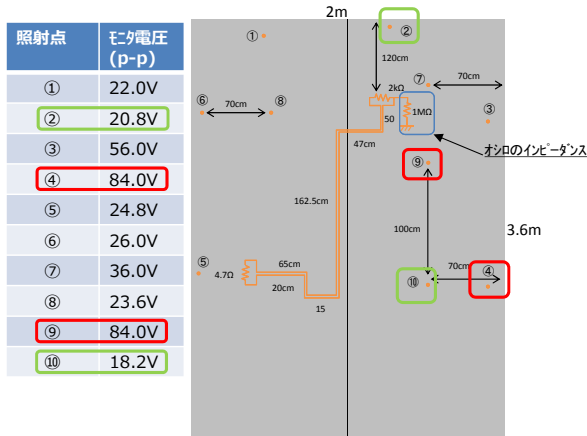 照射点 ﾓﾆﾀ電圧(p-p)
① 22.0V
② 20.8V
③ 56.0V
④ 84.0V
⑤ 24.8V
⑥ 26.0V
⑦ 36.0V
⑧ 23.6V
⑨ 84.0V
⑩ 18.2V
2m
①
②
120cm
⑦
70cm
2kΩ
⑥
70cm
⑧
1MΩ
③
50
47cm
ｵｼﾛのｲﾝﾋﾟｰﾀﾞﾝｽ
⑨
162.5cm
100cm
3.6m
⑤
65cm
70cm
④
4.7Ω
20cm
⑩
15